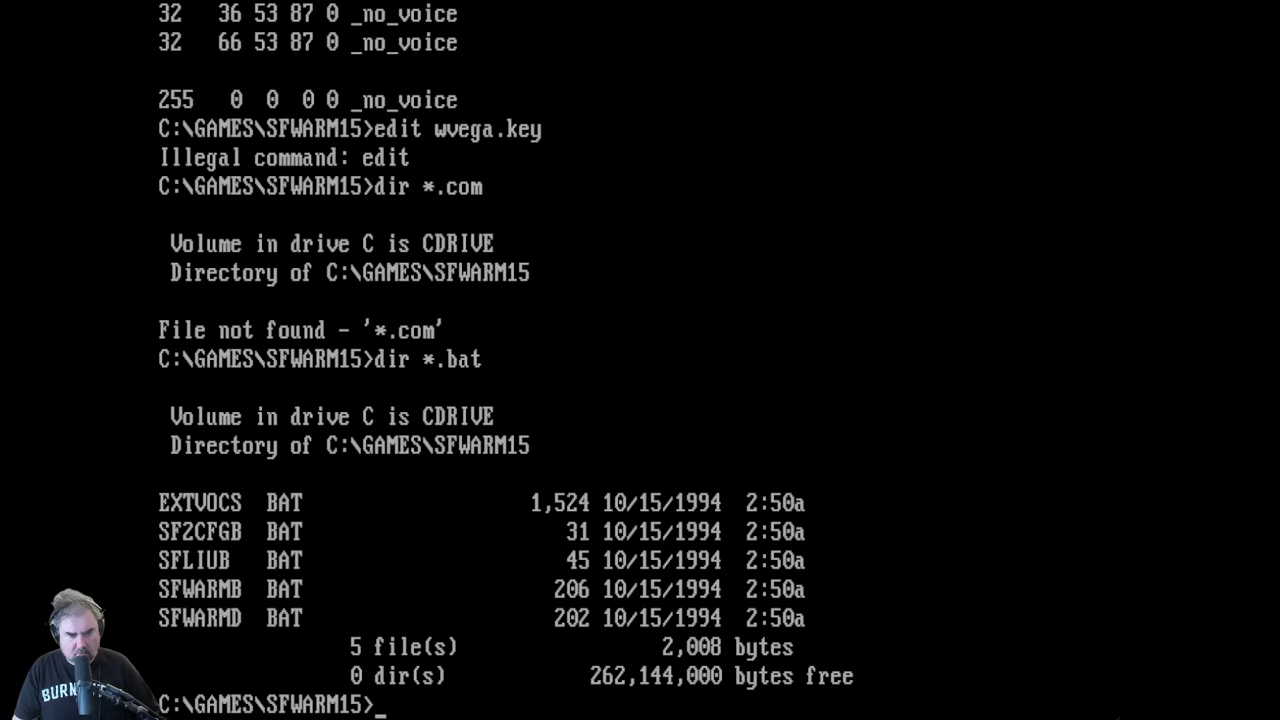 32   36 53 87 0 _no_voice
32   66 53 87 0 _no_voice
255   0  0  0 0 _no_voice
C:\GAMES\SFWARM15>edit wvega.key
Illegal command: edit
C:\GAMES\SFWARM15>dir *.com
Volume in drive C is CDRIVE
Directory of C:\GAMES\SFWARM15
File not found - '*.com'
C:\GAMES\SFWARM15>dir *.bat
Volume in drive C is CDRIVE
Directory of C:\GAMES\SFWARM15
EXTVOCS  BAT                   1,524 10/15/1994  2:50a
SF2CFGB  BAT                      31 10/15/1994  2:50a
SFLIUB   BAT                      45 10/15/1994  2:50a
SFWARMB  BAT                     206 10/15/1994  2:50a
SFWARMD  BAT                     202 10/15/1994  2:50a
5 file(s)                 2,008 bytes
0 dir(s)            262,144,000 bytes free
C:\GAMES\SFWARM15>_
BURN